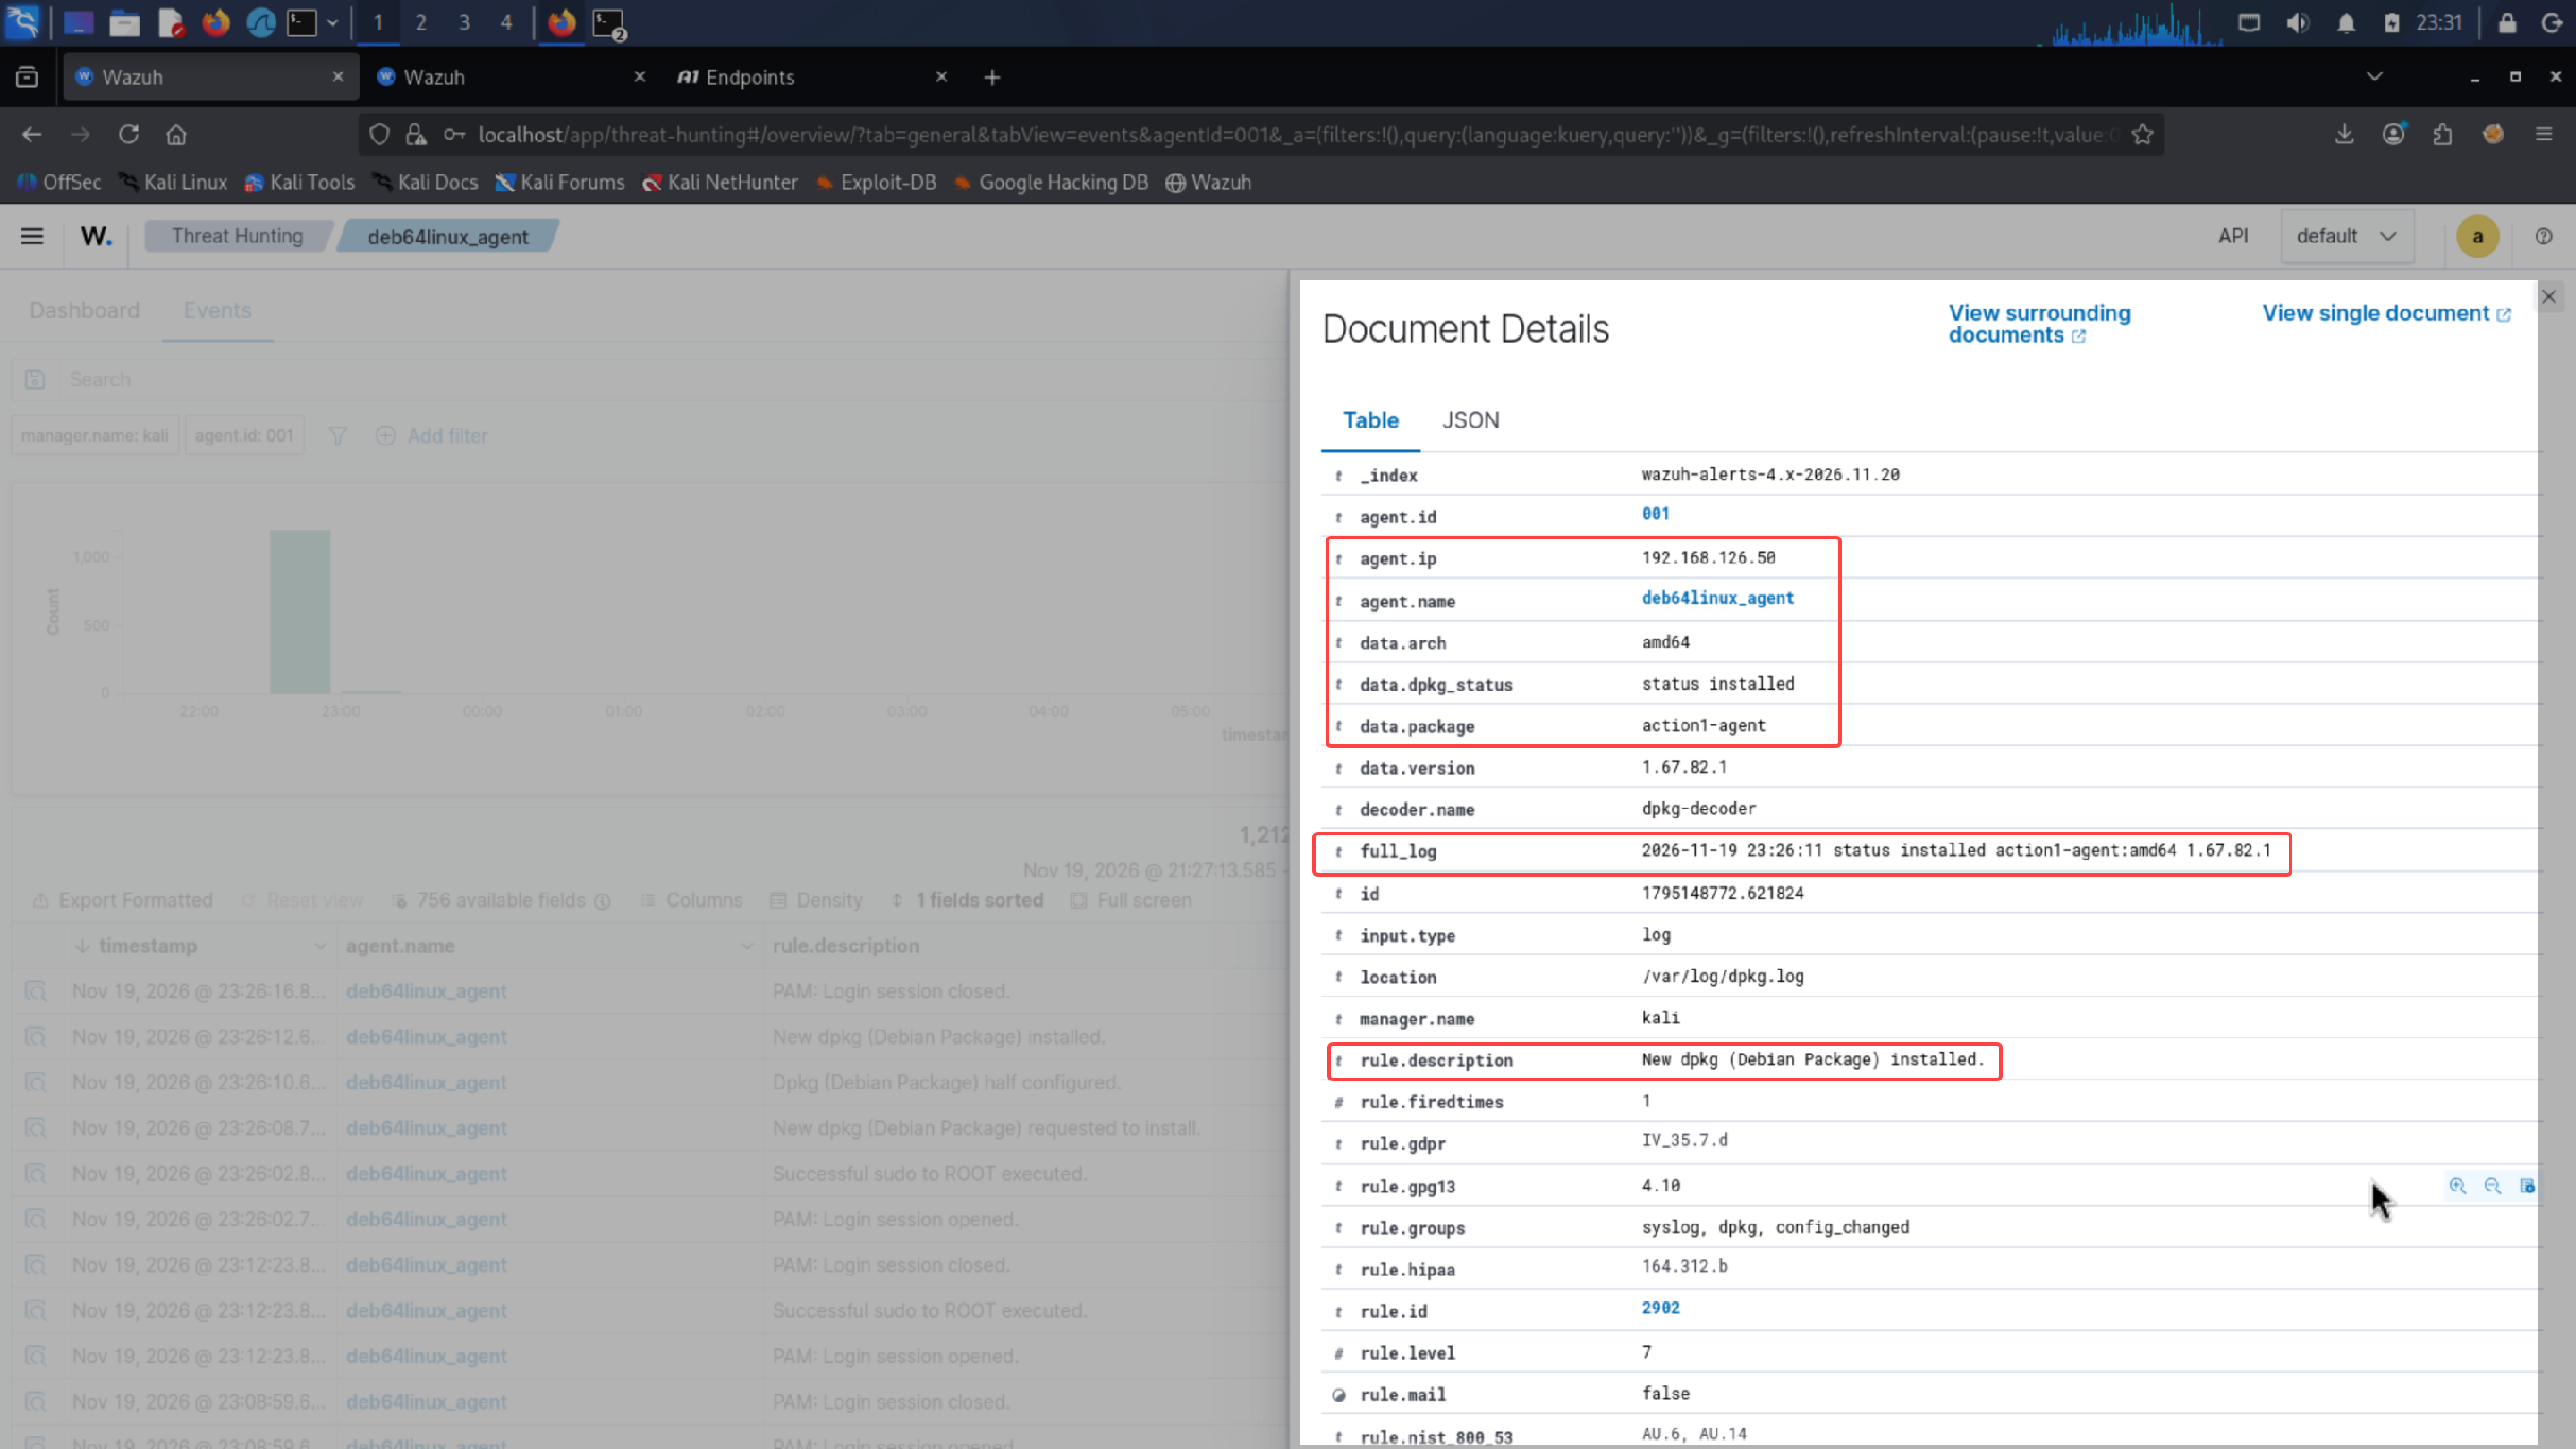 1 2 3 4 2 23:31
Wazuh Wazuh A1 Endpoints
localhost/app/threat-hunting#/overview/?tab=general&tabView=events&agentId=001&_a=(filters:!(),query:(language:kuery,query:''))&_g=(filters:!(),refreshInterval:(pause:!t,value:0
OffSec Kali Linux Kali Tools Kali Docs Kali Forums Kali NetHunter Exploit-DB Google Hacking DB Wazuh
W. Threat Hunting deb64linux_agent API default a
Dashboard Events
Search
manager.name: kali agent.id: 001 Add filter
Count
1,000
500
0
22:00 23:00 00:00 01:00 02:00 03:00 04:00 05:00
1,212
Nov 19, 2026 @ 21:27:13.585 -
Export Formatted Reset view 756 available fields Columns Density 1 fields sorted Full screen
timestamp agent.name rule.description
Nov 19, 2026 @ 23:26:16.8... deb64linux_agent PAM: Login session closed.
Nov 19, 2026 @ 23:26:12.6... deb64linux_agent New dpkg (Debian Package) installed.
Nov 19, 2026 @ 23:26:10.6... deb64linux_agent Dpkg (Debian Package) half configured.
Nov 19, 2026 @ 23:26:08.7... deb64linux_agent New dpkg (Debian Package) requested to install.
Nov 19, 2026 @ 23:26:02.8... deb64linux_agent Successful sudo to ROOT executed.
Nov 19, 2026 @ 23:26:02.7... deb64linux_agent PAM: Login session opened.
Nov 19, 2026 @ 23:12:23.8... deb64linux_agent PAM: Login session closed.
Nov 19, 2026 @ 23:12:23.8... deb64linux_agent Successful sudo to ROOT executed.
Nov 19, 2026 @ 23:12:23.8... deb64linux_agent PAM: Login session opened.
Nov 19, 2026 @ 23:08:59.6... deb64linux_agent PAM: Login session closed.
Nov 19, 2026 @ 23:08:59.6 deb64linux_agent PAM: Login session opened
Document Details
View surrounding
documents
View single document
Table JSON
t _index wazuh-alerts-4.x-2026.11.20
t agent.id 001
t agent.ip 192.168.126.50
t agent.name deb64linux_agent
t data.arch amd64
t data.dpkg_status status installed
t data.package action1-agent
t data.version 1.67.82.1
t decoder.name dpkg-decoder
t full_log 2026-11-19 23:26:11 status installed action1-agent:amd64 1.67.82.1
t id 1795148772.621824
t input.type log
t location /var/log/dpkg.log
t manager.name kali
t rule.description New dpkg (Debian Package) installed.
# rule.firedtimes 1
t rule.gdpr IV_35.7.d
t rule.gpg13 4.10
t rule.groups syslog, dpkg, config_changed
t rule.hipaa 164.312.b
t rule.id 2902
# rule.level 7
rule.mail false
t rule.nist_800_53 AU.6, AU.14